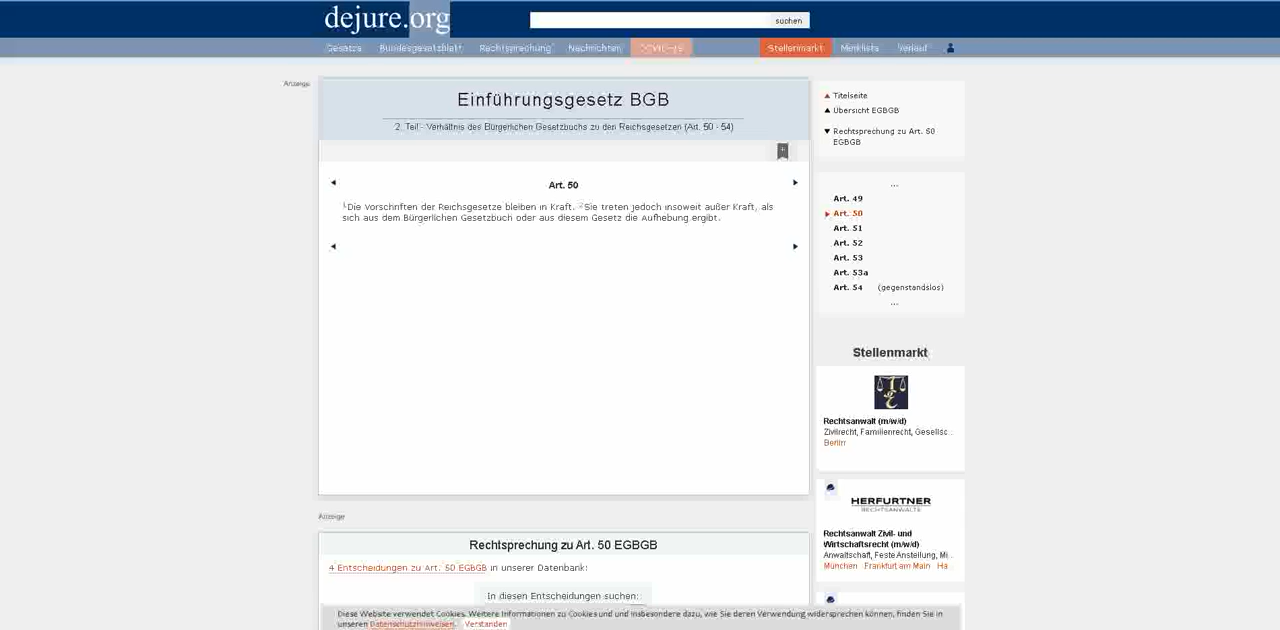 dejure.org
suchen
Gesetze Bundesgesetzblatt Rechtsprechung Nachrichten Stellenmarkt Merkliste Verlauf
Anzeige
Einführungsgesetz BGB
2. Teil - Verhältnis des Bürgerlichen Gesetzbuchs zu den Reichsgesetzen (Art. 50 - 54)
Art. 50
1Die Vorschriften der Reichsgesetze bleiben in Kraft. 2Sie treten jedoch insoweit außer Kraft, als
sich aus dem Bürgerlichen Gesetzbuch oder aus diesem Gesetz die Aufhebung ergibt.
Anzeige
Rechtsprechung zu Art. 50 EGBGB
4 Entscheidungen zu Art. 50 EGBGB in unserer Datenbank:
In diesen Entscheidungen suchen:
Titelseite
Übersicht EGBGB
Rechtsprechung zu Art. 50
EGBGB
...
Art. 49
Art. 50
Art. 51
Art. 52
Art. 53
Art. 53a
Art. 54 (gegenstandslos)
...
Stellenmarkt
Rechtsanwalt (m/w/d)
Zivilrecht, Familienrecht, Gesellsc...
Berlin
HERFURTNER
RECHTSANWÄLTE
Rechtsanwalt Zivil- und
Wirtschaftsrecht (m/w/d)
Anwaltschaft, Feste Anstellung, Mi...
München Frankfurt am Main Ha
Diese Website verwendet Cookies. Weitere Informationen zu Cookies und und insbesondere dazu, wie Sie deren Verwendung widersprechen können, finden Sie in
unseren Datenschutzhinweisen. Verstanden